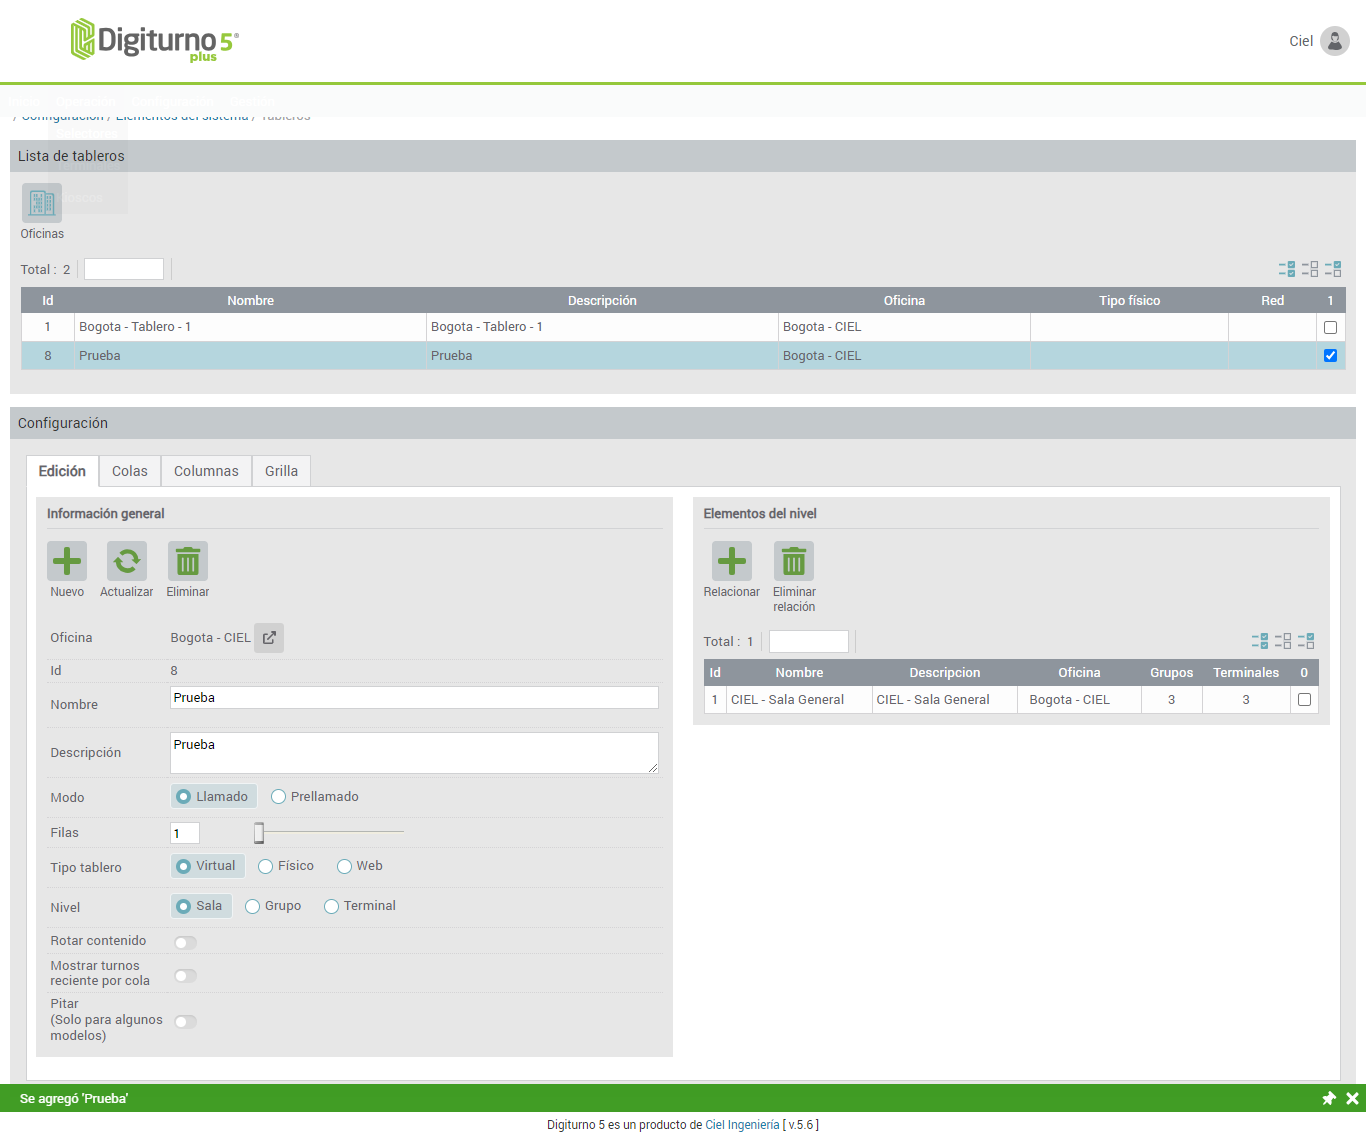 Digiturno 5® plus
Ciel
/ Configuración / Elementos del sistema / Tableros
Lista de tableros
Oficinas
Total : 2
Id Nombre Descripción Oficina Tipo físico Red 1
1 Bogota - Tablero - 1 Bogota - Tablero - 1 Bogota - CIEL
8 Prueba Prueba Bogota - CIEL
Configuración
Edición Colas Columnas Grilla
Información general
Nuevo Actualizar Eliminar
Oficina Bogota - CIEL
Id 8
Nombre Prueba
Descripción Prueba
Modo Llamado Prellamado
Filas 1
Tipo tablero Virtual Físico Web
Nivel Sala Grupo Terminal
Rotar contenido
Mostrar turnos
reciente por cola
Pitar
(Solo para algunos
modelos)
Elementos del nivel
Relacionar Eliminar
relación
Total : 1
Id Nombre Descripcion Oficina Grupos Terminales 0
1 CIEL - Sala General CIEL - Sala General Bogota - CIEL 3 3
Se agregó 'Prueba'
Digiturno 5 es un producto de Ciel Ingeniería [ v.5.6 ]